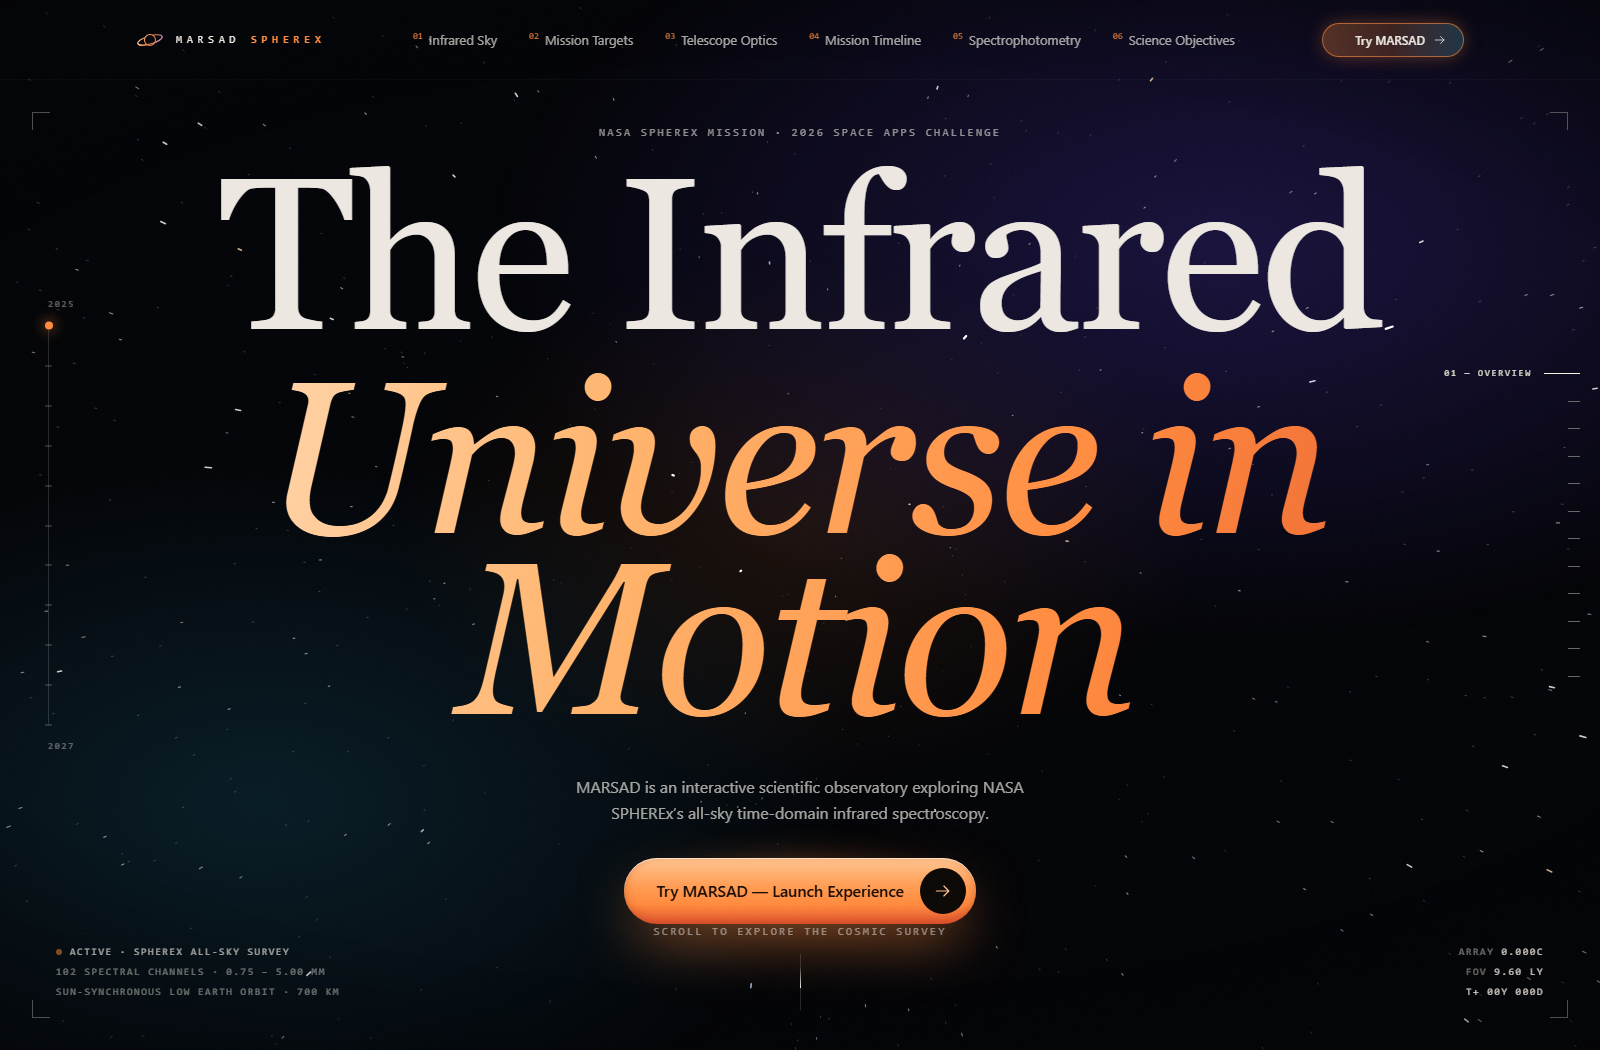 MARSAD SPHEREX
01 Infrared Sky
02 Mission Targets
03 Telescope Optics
04 Mission Timeline
05 Spectrophotometry
06 Science Objectives
Try MARSAD →
NASA SPHEREX MISSION · 2026 SPACE APPS CHALLENGE
The Infrared
Universe in
Motion
2025
2027
01 — OVERVIEW
MARSAD is an interactive scientific observatory exploring NASA
SPHEREx's all-sky time-domain infrared spectroscopy.
Try MARSAD — Launch Experience →
SCROLL TO EXPLORE THE COSMIC SURVEY
ACTIVE · SPHEREX ALL-SKY SURVEY
102 SPECTRAL CHANNELS · 0.75 – 5.00 MM
SUN-SYNCHRONOUS LOW EARTH ORBIT · 700 KM
ARRAY 0.000C
FOV 9.60 LY
T+ 00Y 000D